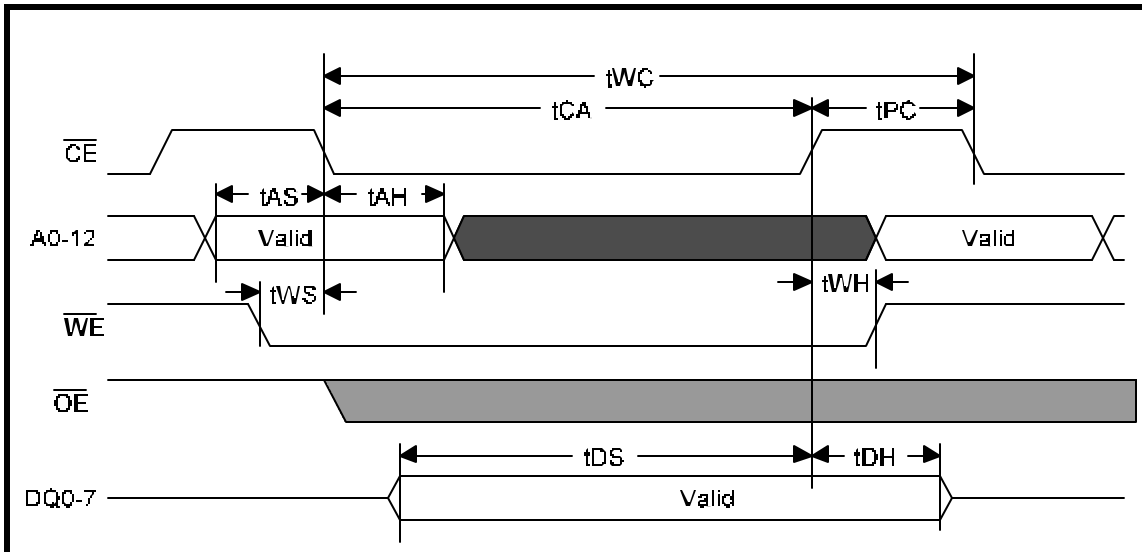 tWC
tCA
tPC
CE
tAS
tAH
A0-12
Valid
Valid
tWS
tWH
WE
OE
tDS
tDH
DQ0-7
Valid